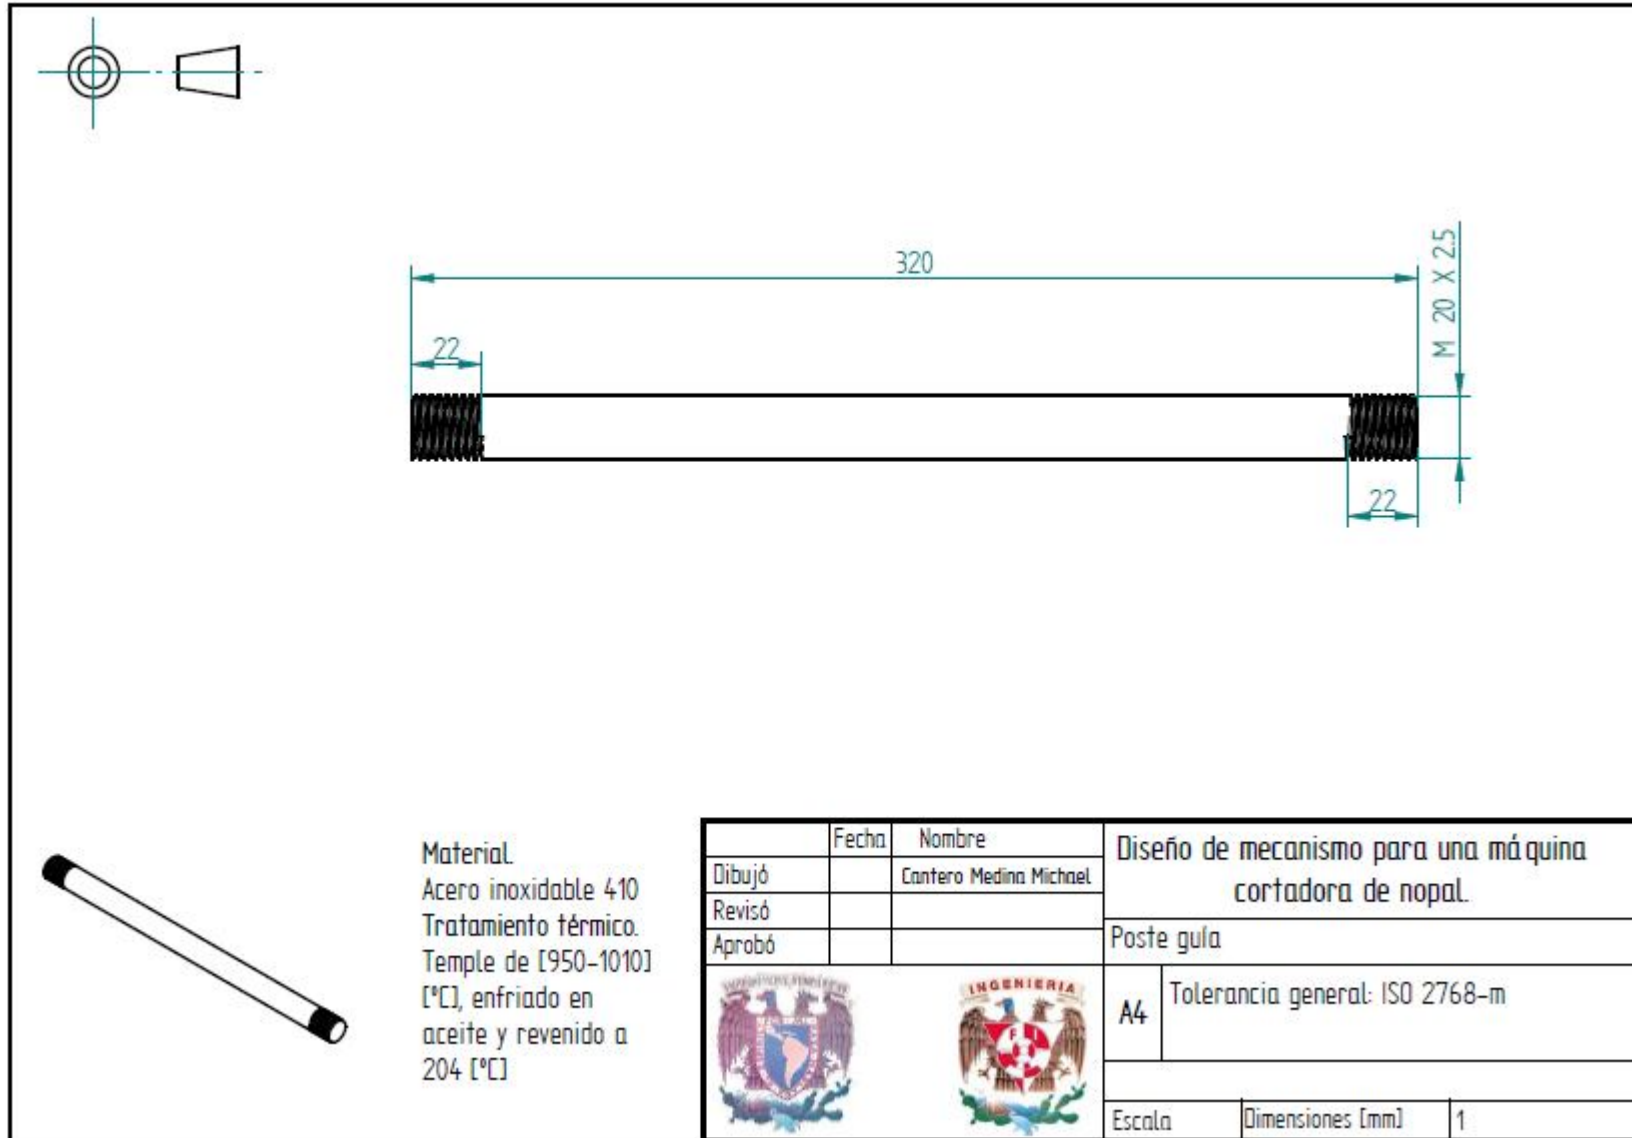 320
M 20 X 2.5
22
22
Material.
Acero inoxidable 410
Tratamiento térmico.
Temple de [950-1010]
[°C], enfriado en
aceite y revenido a
204 [°C]
Fecha Nombre
Dibujó Cantero Medina Michael
Revisó
Aprobó
Diseño de mecanismo para una máquina
cortadora de nopal.
Poste guía
A4 Tolerancia general: ISO 2768-m
INGENIERIA
Escala Dimensiones [mm] 1